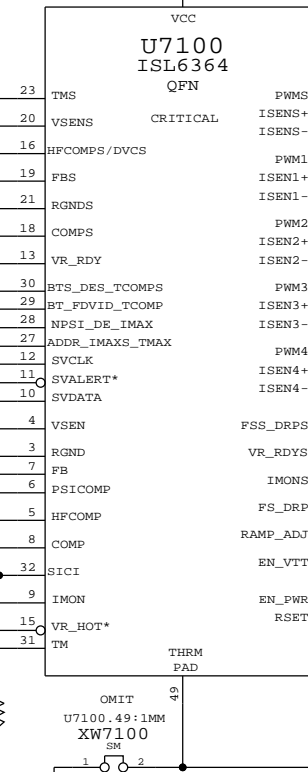 VCC
U7100
ISL6364
QFN
CRITICAL
23 TMS PWMS
20 VSENS ISENS+
ISENS-
16 HFCOMPS/DVCS
PWM1
19 FBS ISEN1+
21 RGNDS ISEN1-
18 COMPS PWM2
ISEN2+
13 VR_RDY ISEN2-
30 BTS_DES_TCOMPS PWM3
29 BT_FDVID_TCOMP ISEN3+
28 NPSI_DE_IMAX ISEN3-
27 ADDR_IMAXS_TMAX
12 SVCLK PWM4
11 SVALERT* ISEN4+
10 SVDATA ISEN4-
4 VSEN FSS_DRPS
3 RGND VR_RDYS
7 FB
6 PSICOMP IMONS
5 HFCOMP FS_DRP
8 COMP RAMP_ADJ
32 SICI EN_VTT
9 IMON EN_PWR
15 VR_HOT* RSET
31 TM
THRM
PAD
49
OMIT
U7100.49:1MM
XW7100
SM
1 2